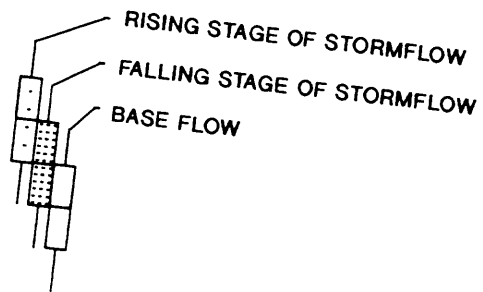 RISING STAGE OF STORMFLOW
FALLING STAGE OF STORMFLOW
BASE FLOW